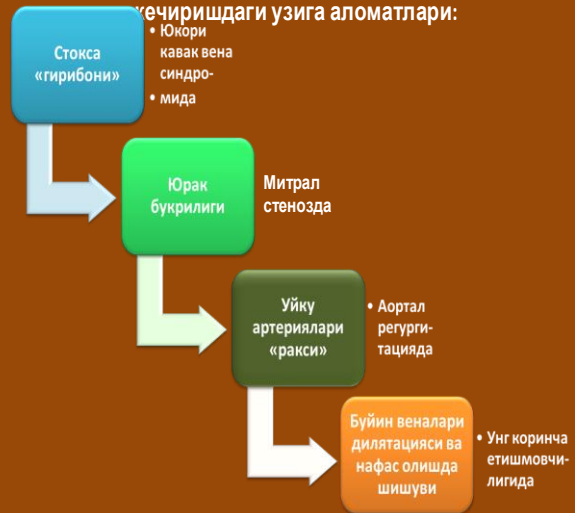 кечиришдаги узига аломатлари:
Стокса
«гирибони»
• Юкори
кавак вена
синдро-
• мида
Юрак
букрилиги
Митрал
стенозда
Уйку
артериялари
«ракси»
• Аортал
регурги-
тацияда
Буйин веналари
дилятацияси ва
нафас олишда
шишуви
• Унг коринча
етишмовчи-
лигида